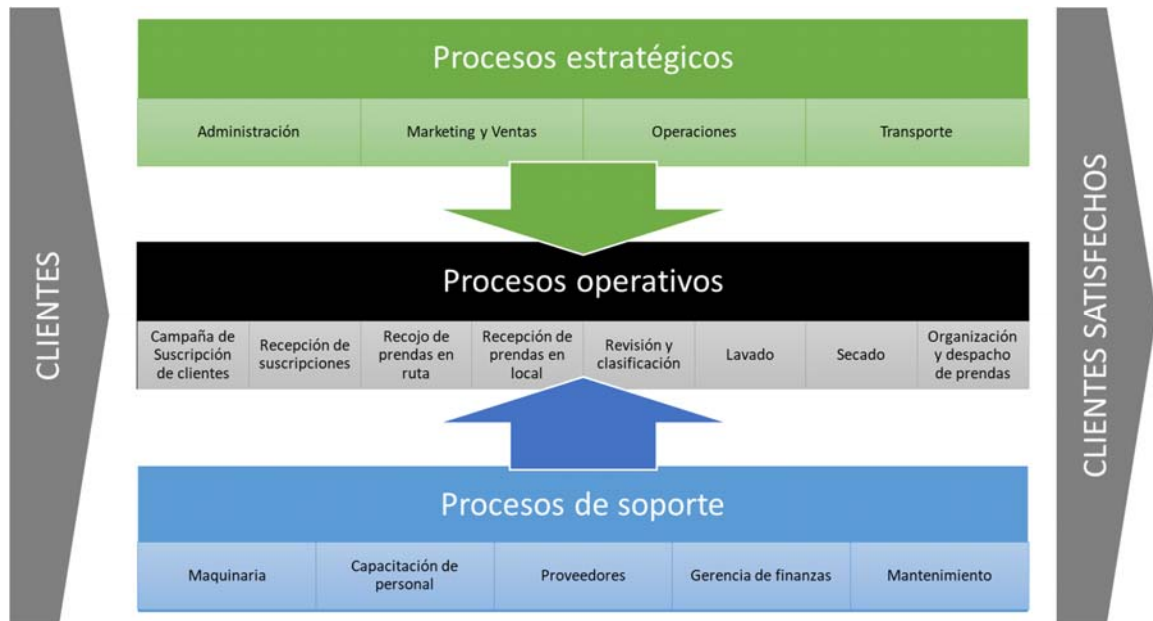 CLIENTES
Procesos estratégicos
Administración
Marketing y Ventas
Operaciones
Transporte
Procesos operativos
Campaña de
Suscripción
de clientes
Recepción de
suscripciones
Recojo de
prendas en
ruta
Recepción de
prendas en
local
Revisión y
clasificación
Lavado
Secado
Organización
y despacho
de prendas
Procesos de soporte
Maquinaria
Capacitación de
personal
Proveedores
Gerencia de finanzas
Mantenimiento
CLIENTES SATISFECHOS